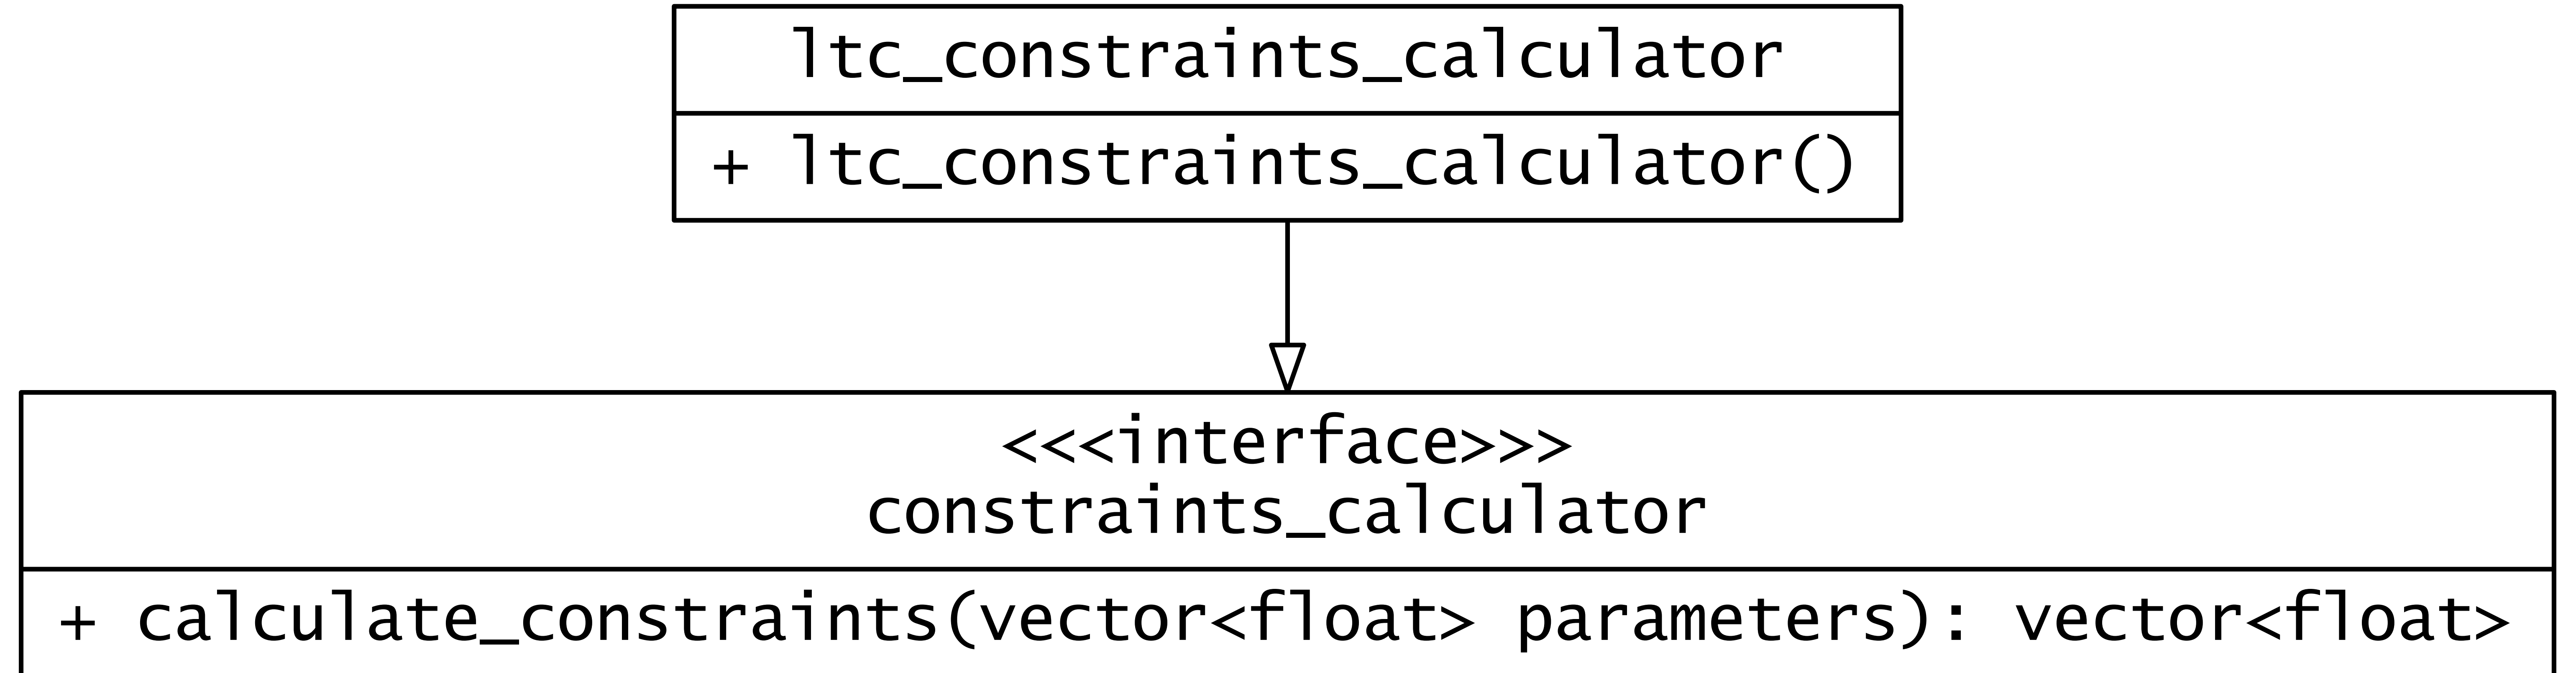 ltc_constraints_calculator
+ ltc_constraints_calculator()
<<<interface>>>
constraints_calculator
+ calculate_constraints(vector<float> parameters): vector<float>